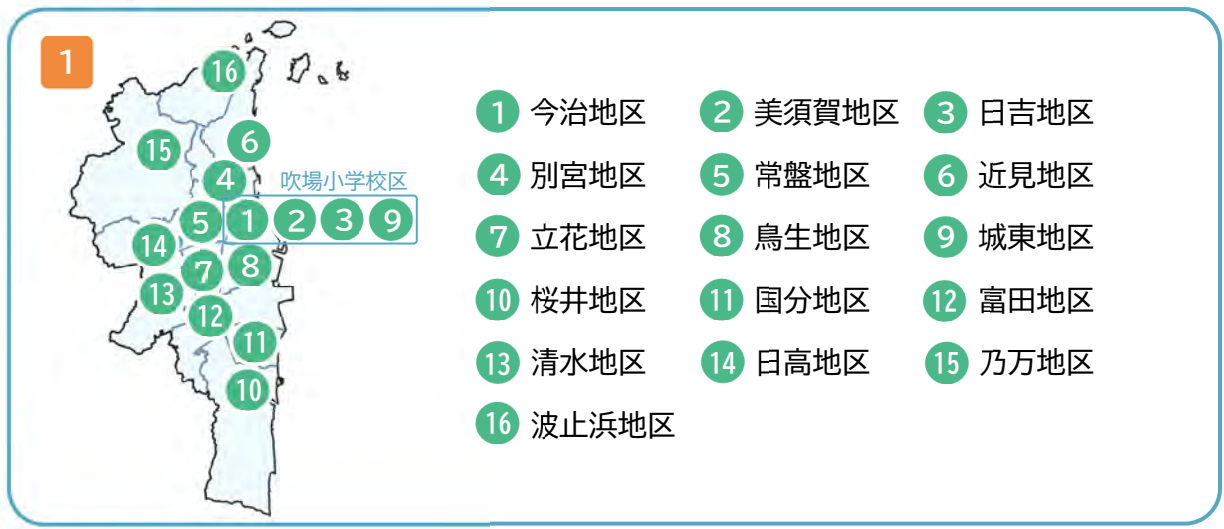 1
16
15
6
4
吹場小学校区
5 1 2 3 9
14
7 8
13
12
11
10
1 今治地区 2 美須賀地区 3 日吉地区
4 別宮地区 5 常盤地区 6 近見地区
7 立花地区 8 鳥生地区 9 城東地区
10 桜井地区 11 国分地区 12 富田地区
13 清水地区 14 日高地区 15 乃万地区
16 波止浜地区